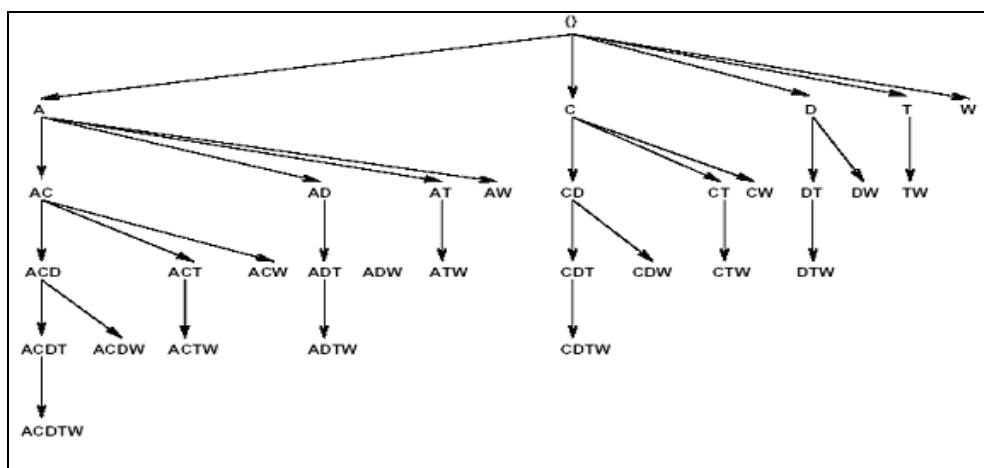 {}
A C D T W
AC AD AT AW CD CT CW DT DW TW
ACD ACT ACW ADT ADW ATW CDT CDW CTW DTW
ACDT ACDW ACTW ADTW CDTW
ACDTW